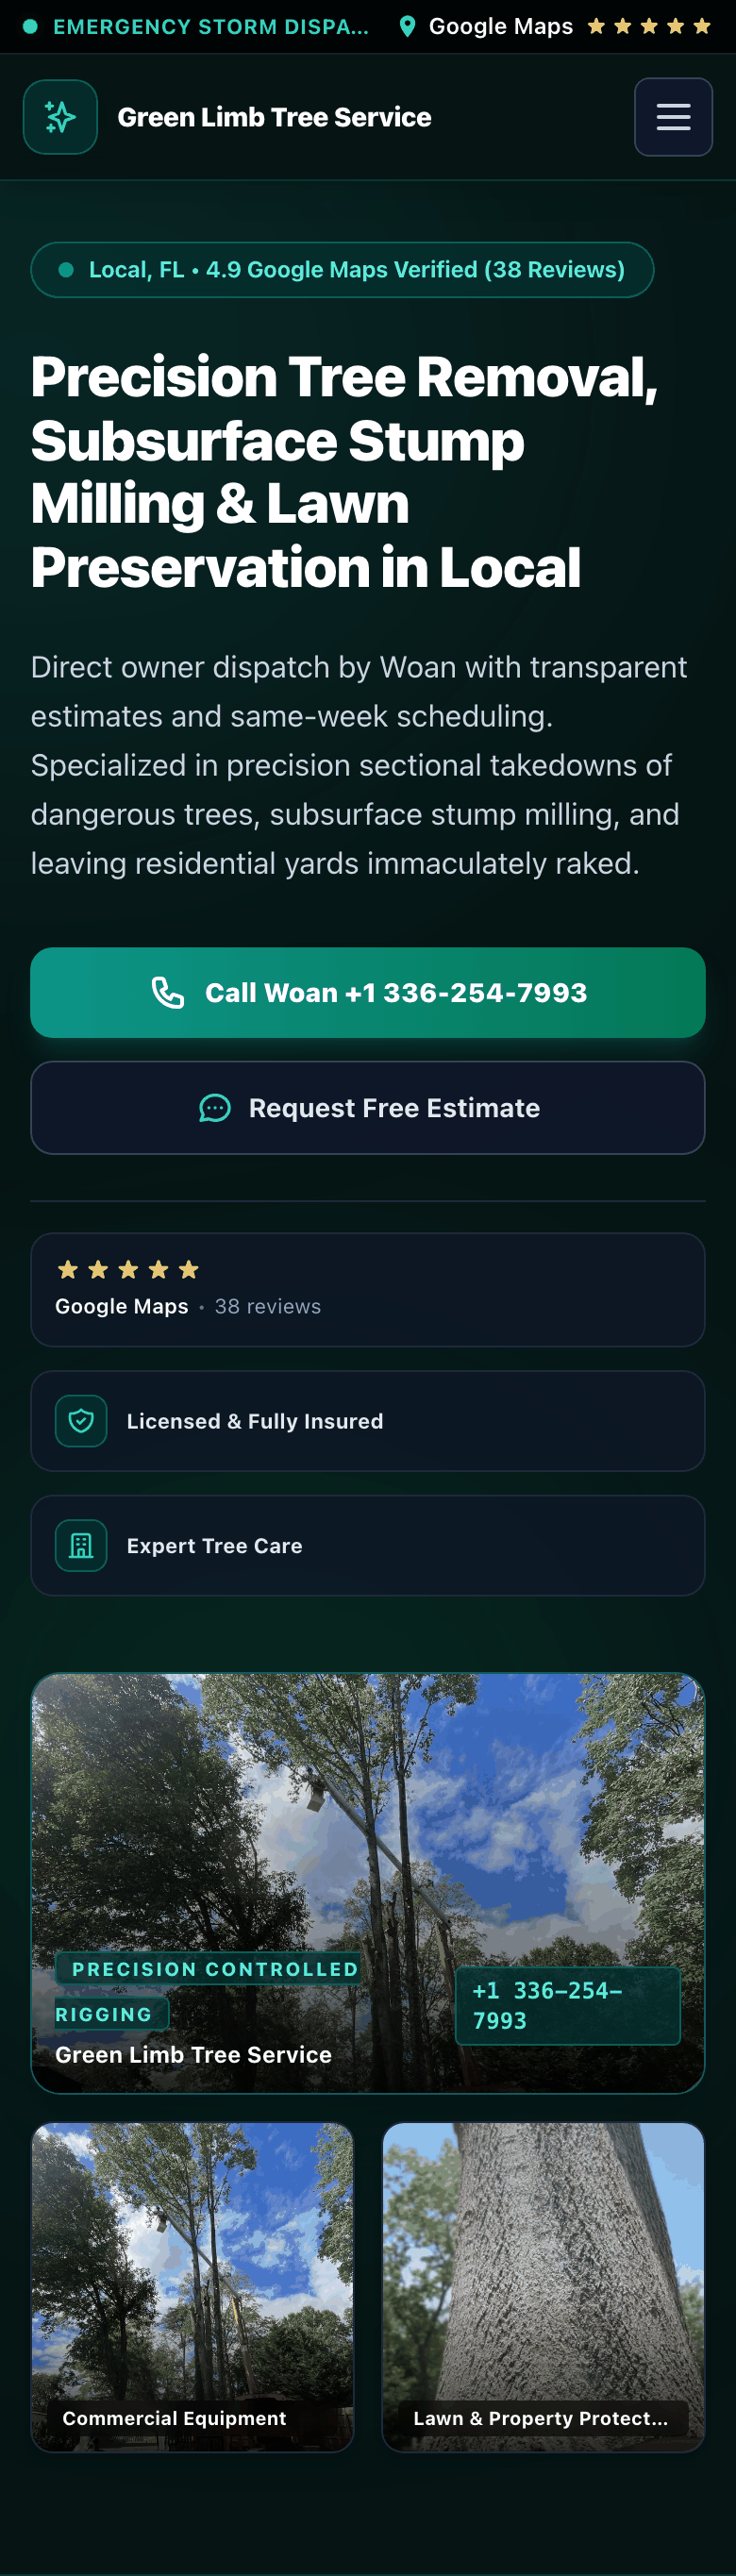 EMERGENCY STORM DISPA... Google Maps
Green Limb Tree Service
Local, FL • 4.9 Google Maps Verified (38 Reviews)
Precision Tree Removal,
Subsurface Stump
Milling & Lawn
Preservation in Local
Direct owner dispatch by Woan with transparent
estimates and same-week scheduling.
Specialized in precision sectional takedowns of
dangerous trees, subsurface stump milling, and
leaving residential yards immaculately raked.
Call Woan +1 336-254-7993
Request Free Estimate
Google Maps • 38 reviews
Licensed & Fully Insured
Expert Tree Care
PRECISION CONTROLLED
RIGGING
Green Limb Tree Service
+1 336-254-
7993
Commercial Equipment
Lawn & Property Protect...